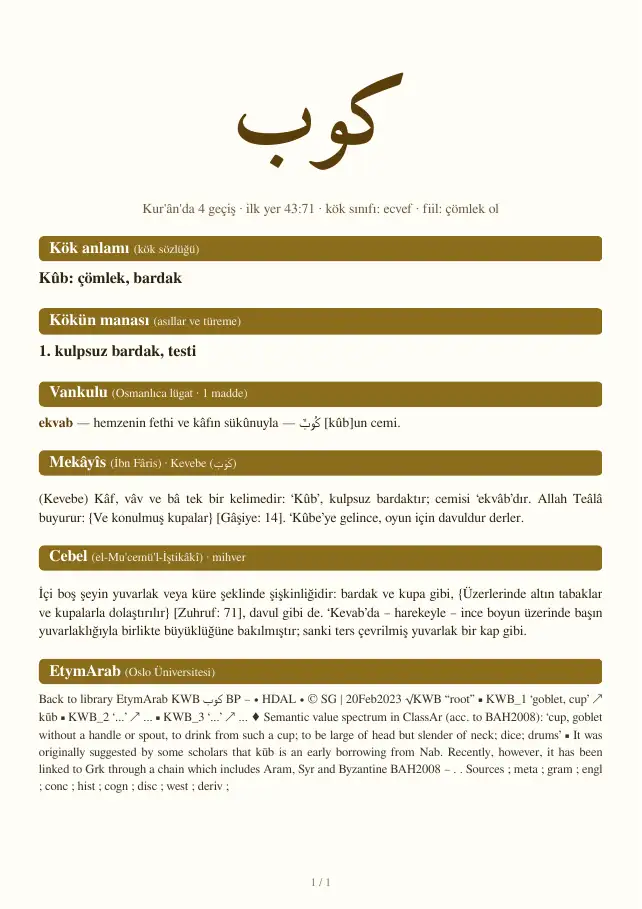 كوب
Kur'ân'da 4 geçiş · ilk yer 43:71 · kök sınıfı: ecvef · fiil: çömlek ol
Kök anlamı (kök sözlüğü)
Kûb: çömlek, bardak
Kökün manası (asıllar ve türeme)
1. kulpsuz bardak, testi
Vankulu (Osmanlıca lügat · 1 madde)
ekvab — hemzenin fethi ve kâfın sükûnuyla — كُوبٌ [kûb]un cemi.
Mekâyîs (İbn Fâris) · Kevebe (كَوَبَ)
(Kevebe) Kâf, vâv ve bâ tek bir kelimedir: ‘Kûb’, kulpsuz bardaktır; cemisi ‘ekvâb’dır. Allah Teâlâ
buyurur: {Ve konulmuş kupalar} [Gâşiye: 14]. ‘Kûbe’ye gelince, oyun için davuldur derler.
Cebel (el-Mu'cemü'l-İştikâkî) · mihver
İçi boş şeyin yuvarlak veya küre şeklinde şişkinliğidir: bardak ve kupa gibi, {Üzerlerinde altın tabaklar
ve kupalarla dolaştırılır} [Zuhruf: 71], davul gibi de. ‘Kevab’da – harekeyle – ince boyun üzerinde başın
yuvarlaklığıyla birlikte büyüklüğüne bakılmıştır; sanki ters çevrilmiş yuvarlak bir kap gibi.
EtymArab (Oslo Üniversitesi)
Back to library EtymArab KWB كوب BP – • HDAL • © SG | 20Feb2023 √KWB “root” ▪ KWB_1 ‘goblet, cup’ ↗
kūb ▪ KWB_2 ‘...’ ↗ ... ▪ KWB_3 ‘...’ ↗ ... ♦ Semantic value spectrum in ClassAr (acc. to BAH2008): ‘cup, goblet
without a handle or spout, to drink from such a cup; to be large of head but slender of neck; dice; drums’ ▪ It was
originally suggested by some scholars that kūb is an early borrowing from Nab. Recently, however, it has been
linked to Grk through a chain which includes Aram, Syr and Byzantine BAH2008 – . . Sources ; meta ; gram ; engl
; conc ; hist ; cogn ; disc ; west ; deriv ;
1 / 1